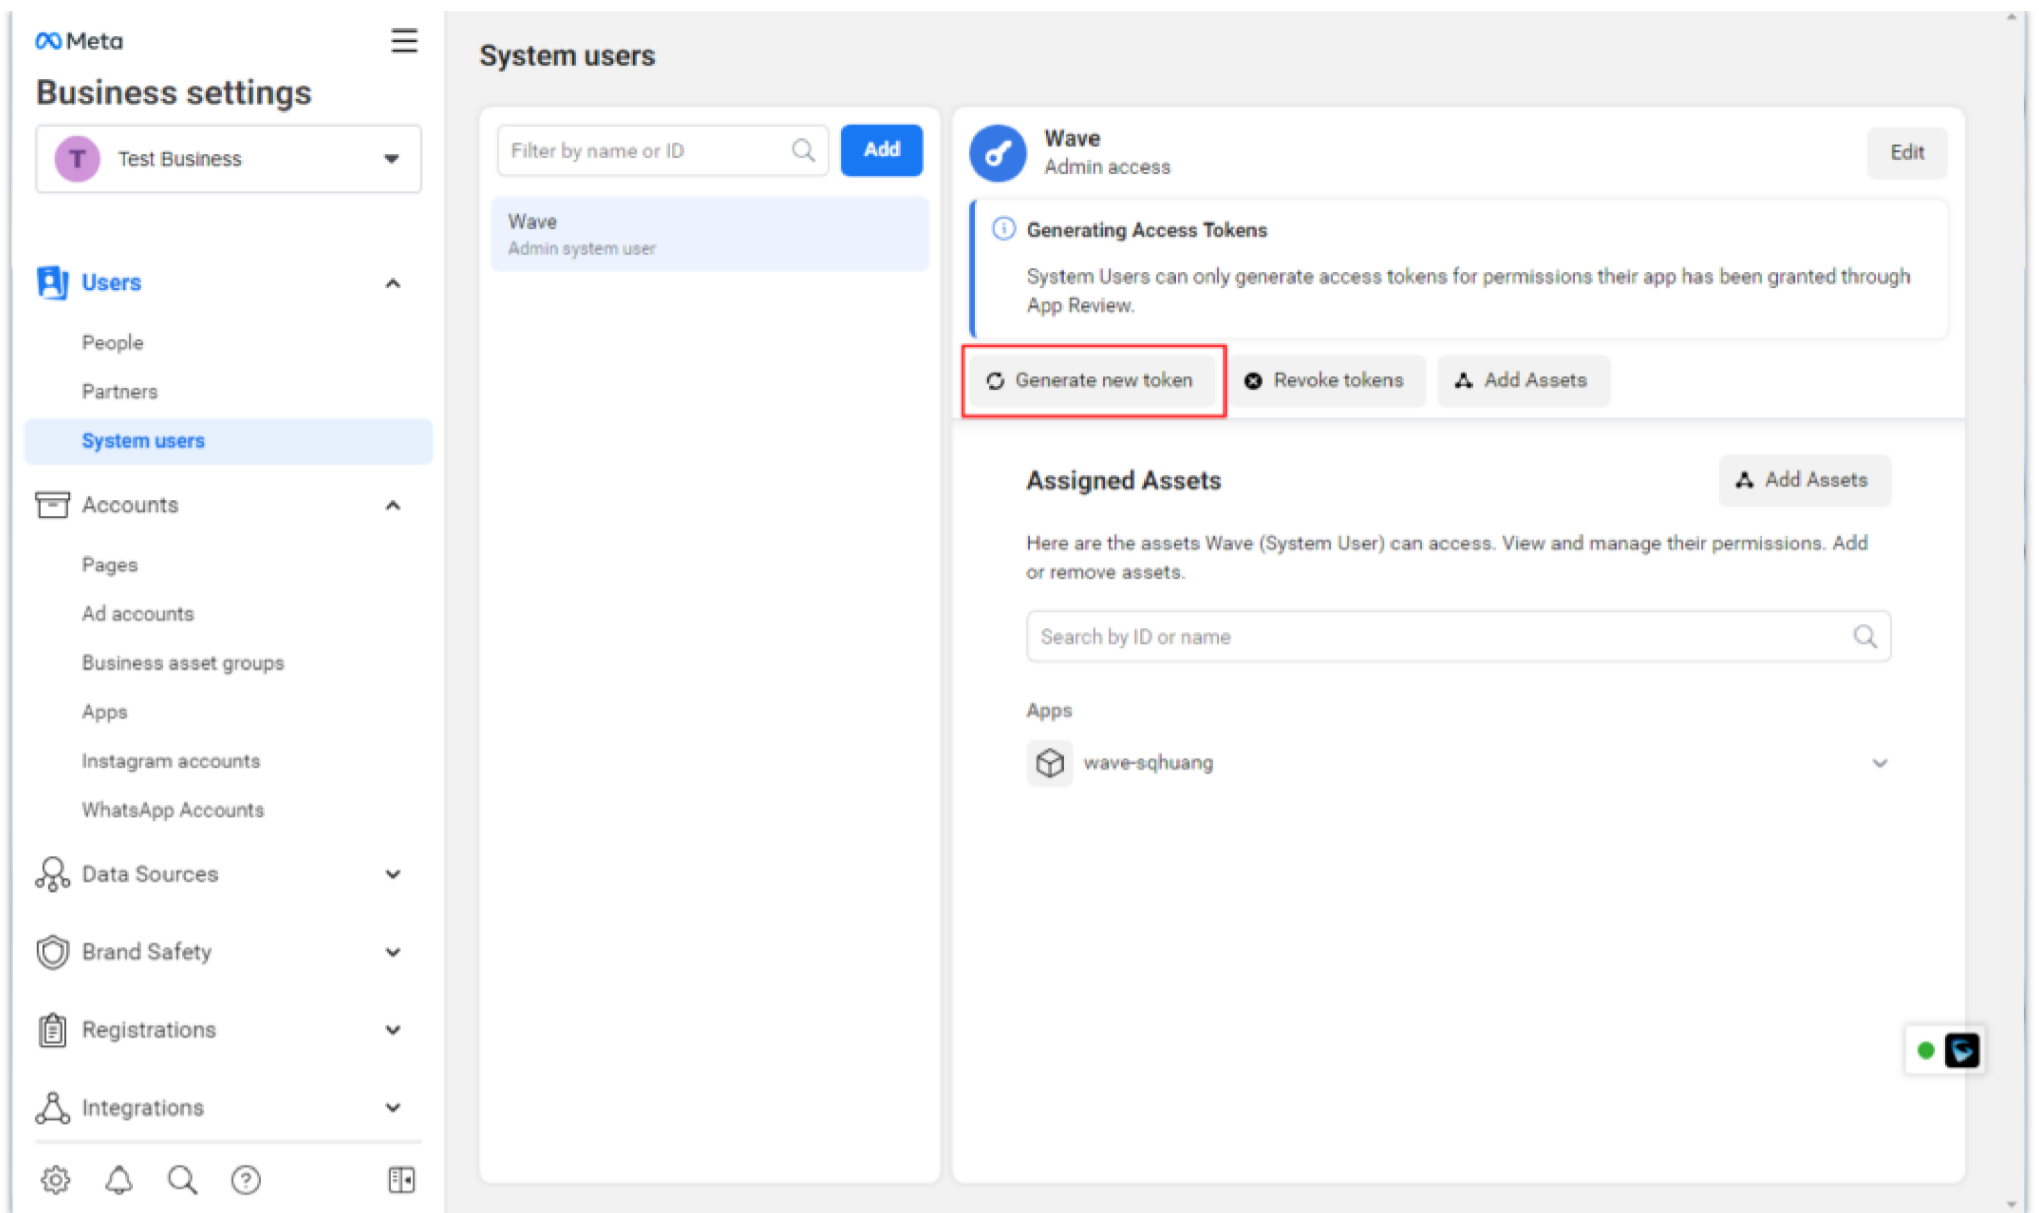 Meta
Business settings
T
Test Business
Users
People
Partners
System users
Accounts
Pages
Ad accounts
Business asset groups
Apps
Instagram accounts
WhatsApp Accounts
Data Sources
Brand Safety
Registrations
Integrations
System users
Filter by name or ID
Add
Wave
Admin system user
Wave
Admin access
Edit
Generating Access Tokens
System Users can only generate access tokens for permissions their app has been granted through
App Review.
Generate new token
Revoke tokens
Add Assets
Assigned Assets
Add Assets
Here are the assets Wave (System User) can access. View and manage their permissions. Add
or remove assets.
Search by ID or name
Apps
wave-sqhuang